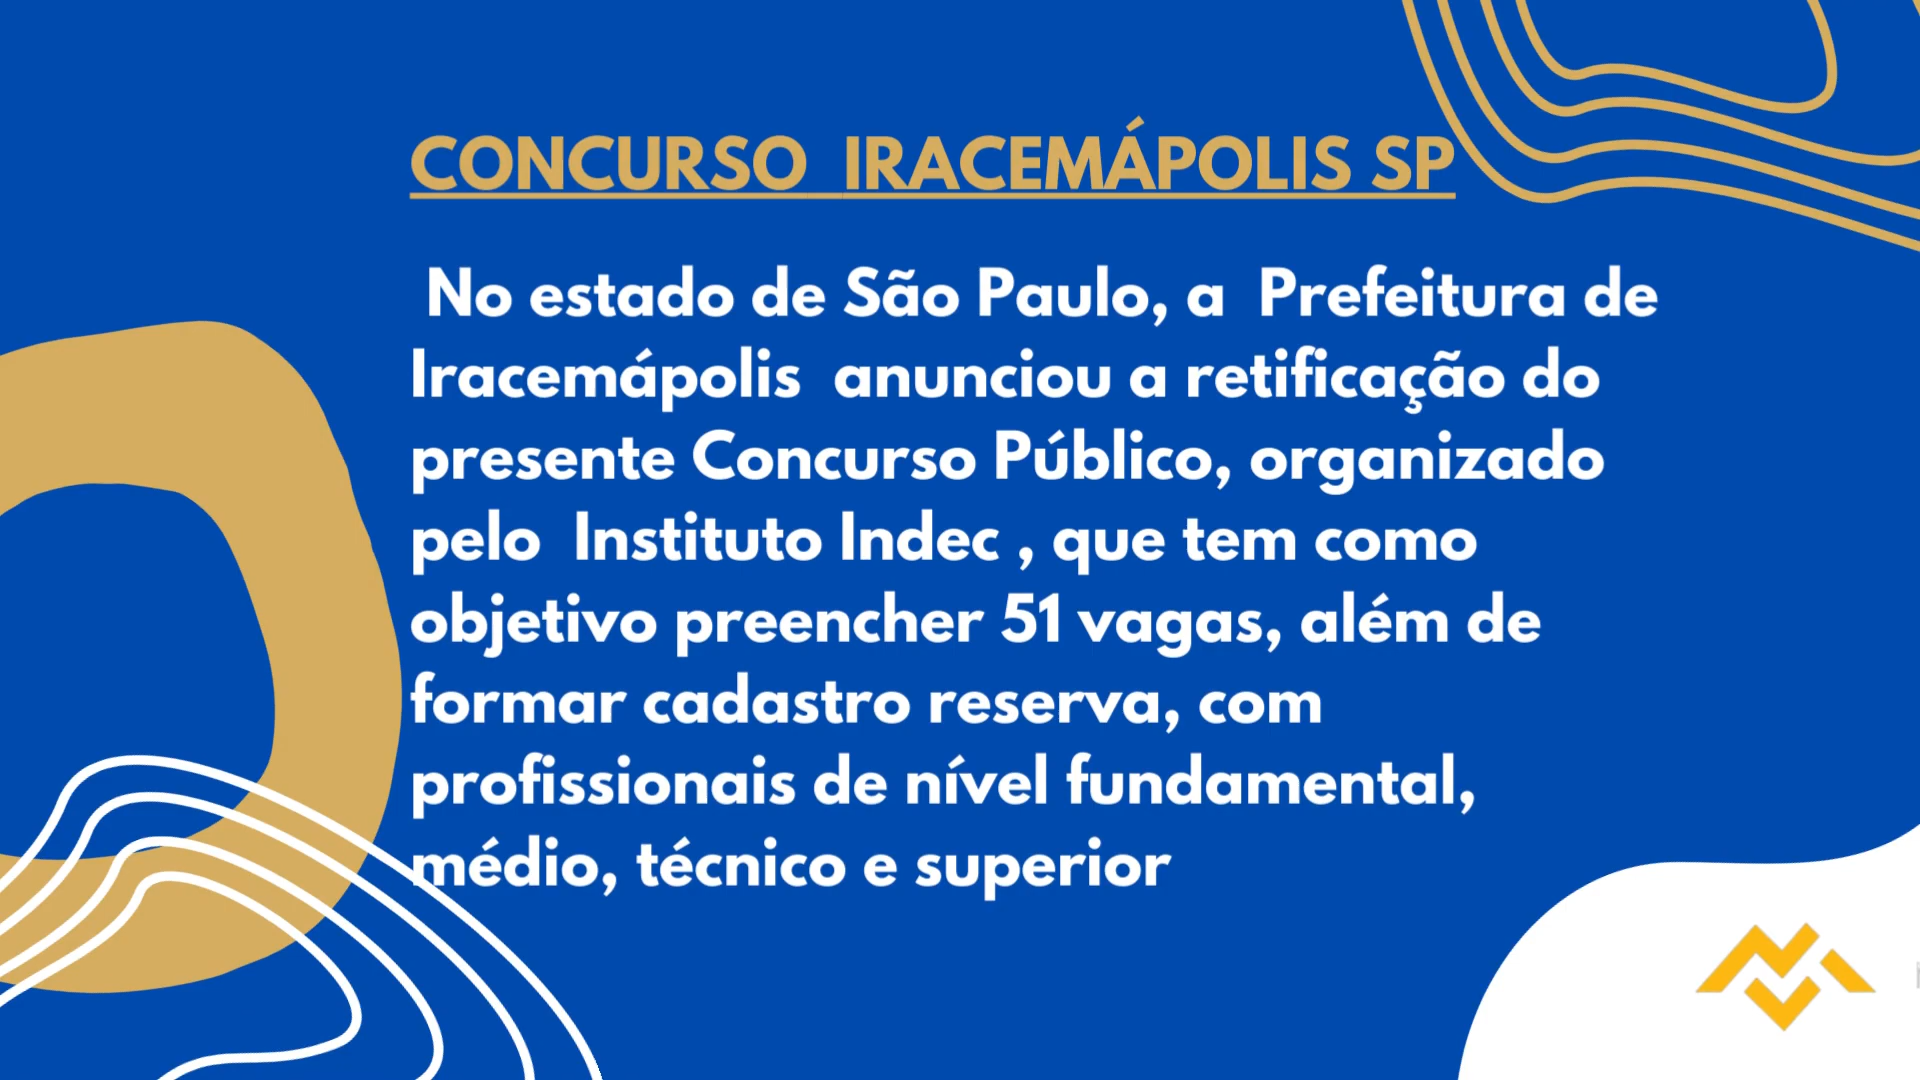 CONCURSO IRACEMÁPOLIS SP
No estado de São Paulo, a Prefeitura de
Iracemápolis anunciou a retificação do
presente Concurso Público, organizado
pelo Instituto Indec , que tem como
objetivo preencher 51 vagas, além de
formar cadastro reserva, com
profissionais de nível fundamental,
médio, técnico e superior